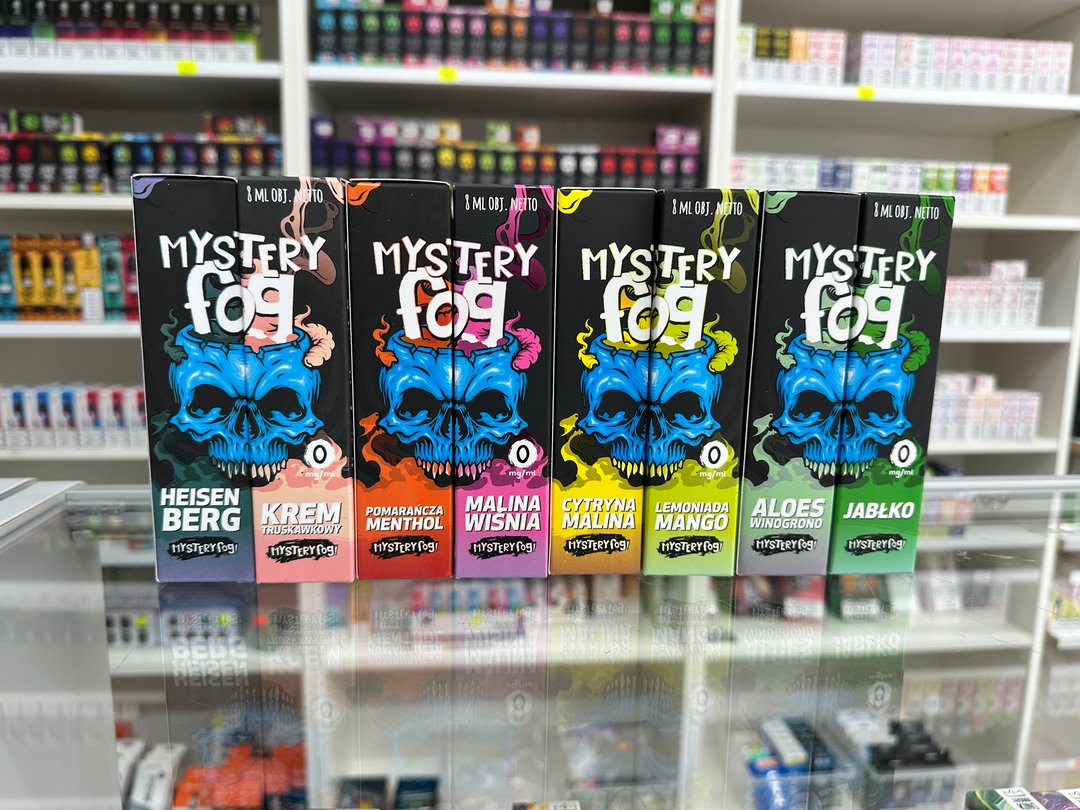 8 ML OBJ. NETTO
MYSTERY
fog
0
mg/ml
HEISEN
BERG
MYSTERY fog!
KREM
TRUSKAWKOWY
MYSTERY fog!
8 ML OBJ. NETTO
MYSTERY
fog
0
mg/ml
POMARAŃCZA
MENTHOL
MYSTERY fog!
MALINA
WIŚNIA
MYSTERY fog!
8 ML OBJ. NETTO
MYSTERY
fog
0
mg/ml
CYTRYNA
MALINA
MYSTERY fog!
LEMONIADA
MANGO
MYSTERY fog!
8 ML OBJ. NETTO
MYSTERY
fog
0
mg/ml
ALOES
WINOGRONO
MYSTERY fog!
JABŁKO
MYSTERY fog!